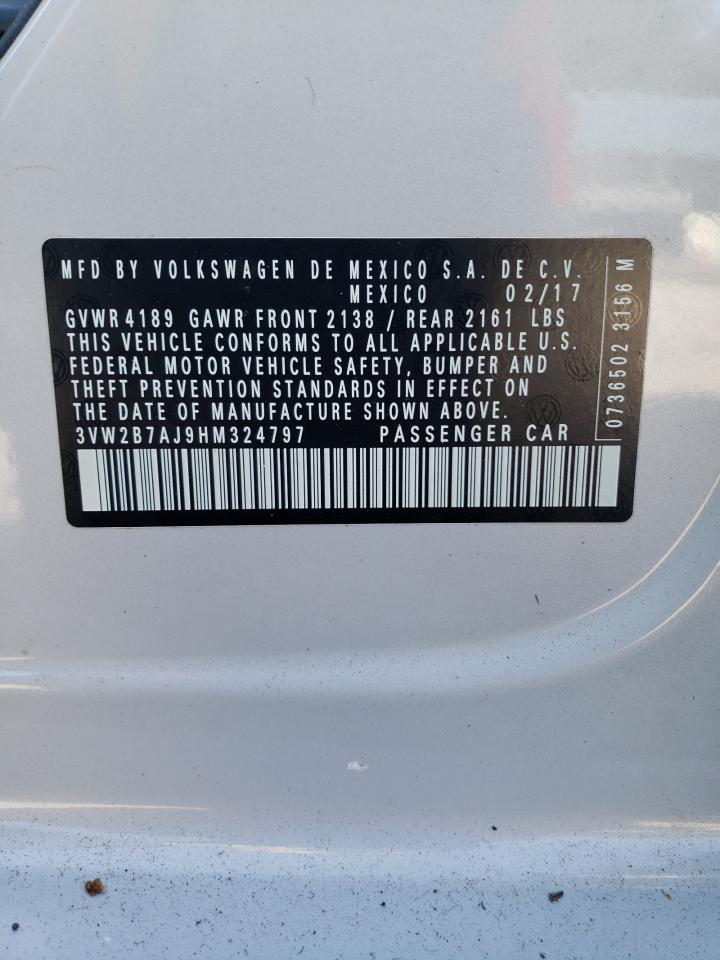 MFD BY VOLKSWAGEN DE MEXICO S.A. DE C.V.
MEXICO 02/17
GVWR 4189 GAWR FRONT 2138 / REAR 2161 LBS
THIS VEHICLE CONFORMS TO ALL APPLICABLE U.S.
FEDERAL MOTOR VEHICLE SAFETY, BUMPER AND
THEFT PREVENTION STANDARDS IN EFFECT ON
THE DATE OF MANUFACTURE SHOWN ABOVE.
3VW2B7AJ9HM324797 PASSENGER CAR
0736502 3156 M